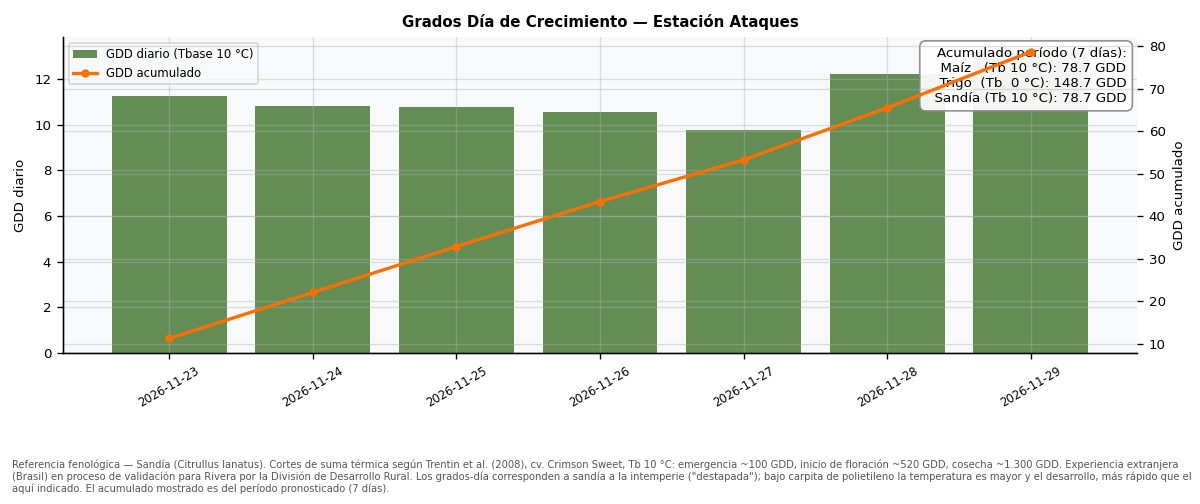 Grados Día de Crecimiento — Estación Ataques
GDD diario (Tbase 10 °C)
GDD acumulado
Acumulado período (7 días):
Maíz (Tb 10 °C): 78.7 GDD
Trigo (Tb 0 °C): 148.7 GDD
Sandía (Tb 10 °C): 78.7 GDD
GDD diario
12
10
8
6
4
2
0
80
70
60
50
40
30
20
10
GDD acumulado
2026-11-23
2026-11-24
2026-11-25
2026-11-26
2026-11-27
2026-11-28
2026-11-29
Referencia fenológica — Sandía (Citrullus lanatus). Cortes de suma térmica según Trentin et al. (2008), cv. Crimson Sweet, Tb 10 °C: emergencia ~100 GDD, inicio de floración ~520 GDD, cosecha ~1.300 GDD. Experiencia extranjera
(Brasil) en proceso de validación para Rivera por la División de Desarrollo Rural. Los grados-día corresponden a sandía a la intemperie ("destapada"); bajo carpita de polietileno la temperatura es mayor y el desarrollo, más rápido que el
aquí indicado. El acumulado mostrado es del período pronosticado (7 días).